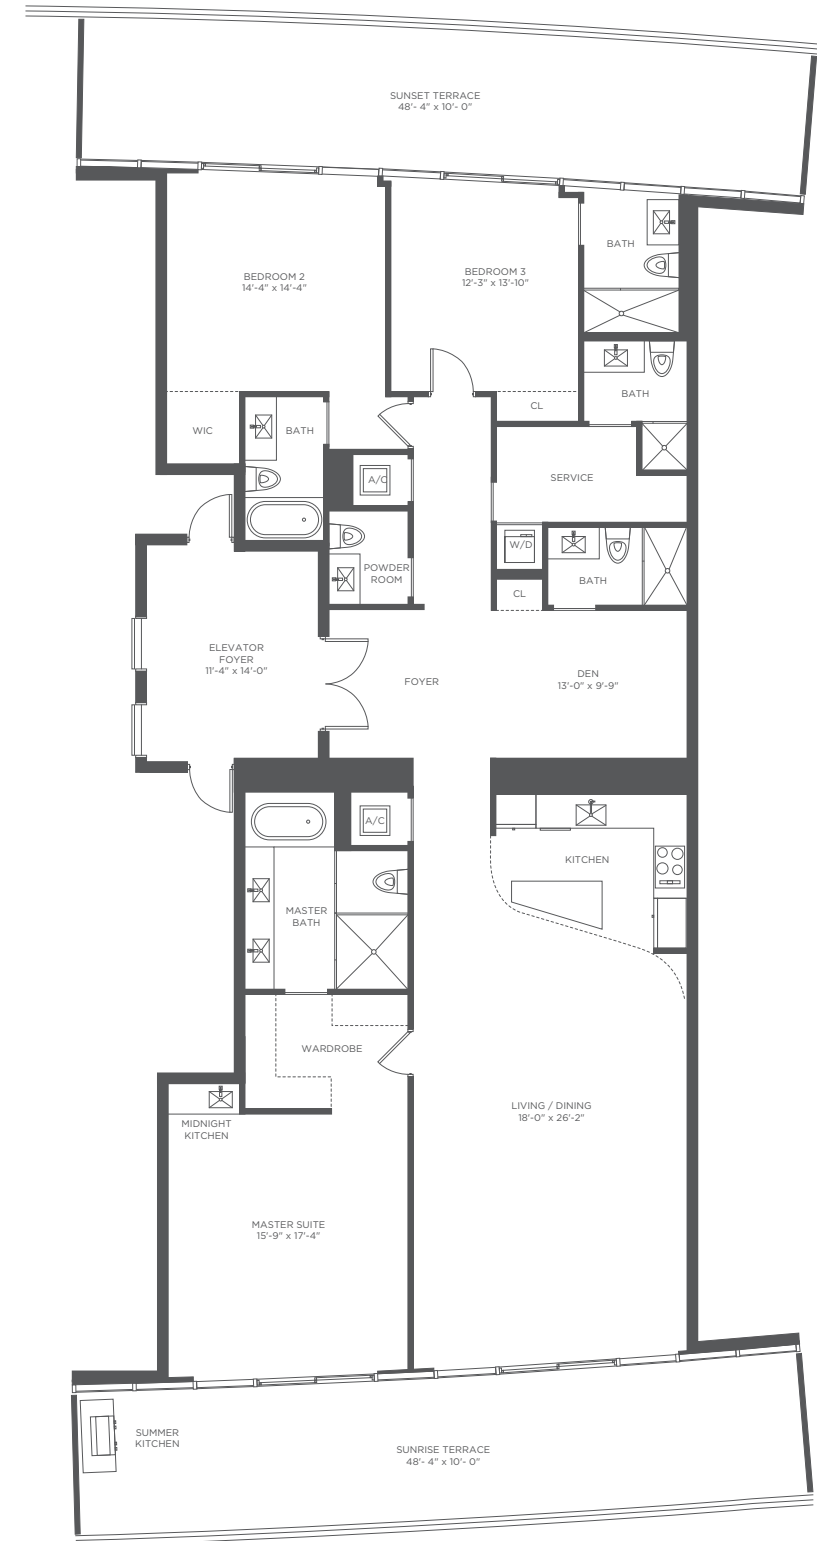 SUNSET TERRACE
48'- 4" x 10'- 0"
BATH
BEDROOM 2
14'-4" x 14'-4"
BEDROOM 3
12'-3" x 13'-10"
BATH
CL
WIC
BATH
A/C
SERVICE
W/D
POWDER
ROOM
BATH
CL
ELEVATOR
FOYER
11'-4" x 14'-0"
FOYER
DEN
13'-0" x 9'-9"
A/C
KITCHEN
MASTER
BATH
WARDROBE
LIVING / DINING
18'-0" x 26'-2"
MIDNIGHT
KITCHEN
MASTER SUITE
15'-9" x 17'-4"
SUMMER
KITCHEN
SUNRISE TERRACE
48'- 4" x 10'- 0"